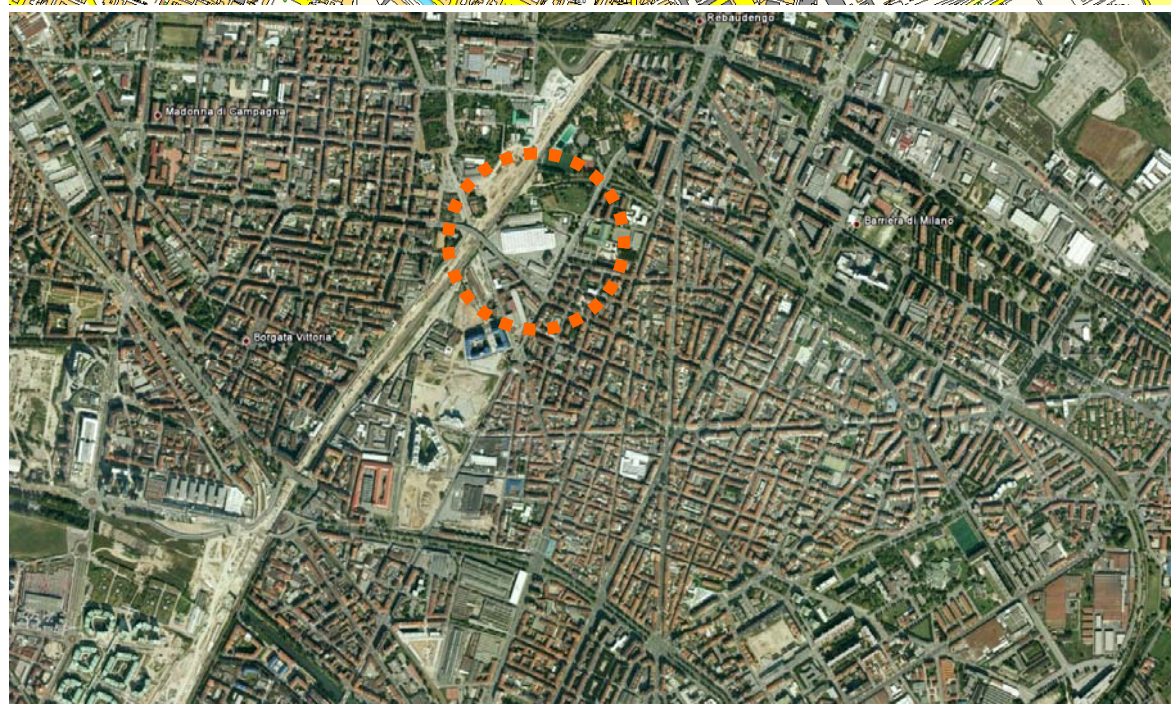 Rebaudengo
Madonna di Campagna
Barriera di Milano
Borgata Vittoria